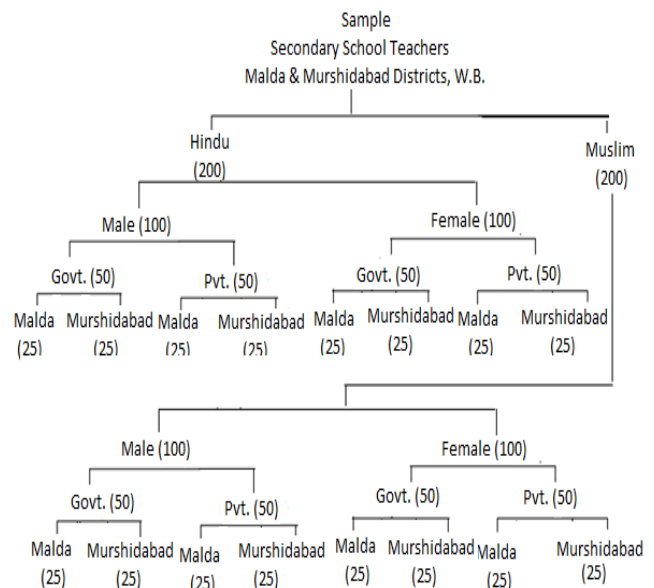 Sample
Secondary School Teachers
Malda & Murshidabad Districts, W.B.
Hindu
(200)
Muslim
(200)
Male (100)
Female (100)
Govt. (50)
Pvt. (50)
Govt. (50)
Pvt. (50)
Malda
(25)
Murshidabad
(25)
Malda
(25)
Murshidabad
(25)
Malda
(25)
Murshidabad
(25)
Malda
(25)
Murshidabad
(25)
Male (100)
Female (100)
Govt. (50)
Pvt. (50)
Govt. (50)
Pvt. (50)
Malda
(25)
Murshidabad
(25)
Malda
(25)
Murshidabad
(25)
Malda
(25)
Murshidabad
(25)
Malda
(25)
Murshidabad
(25)